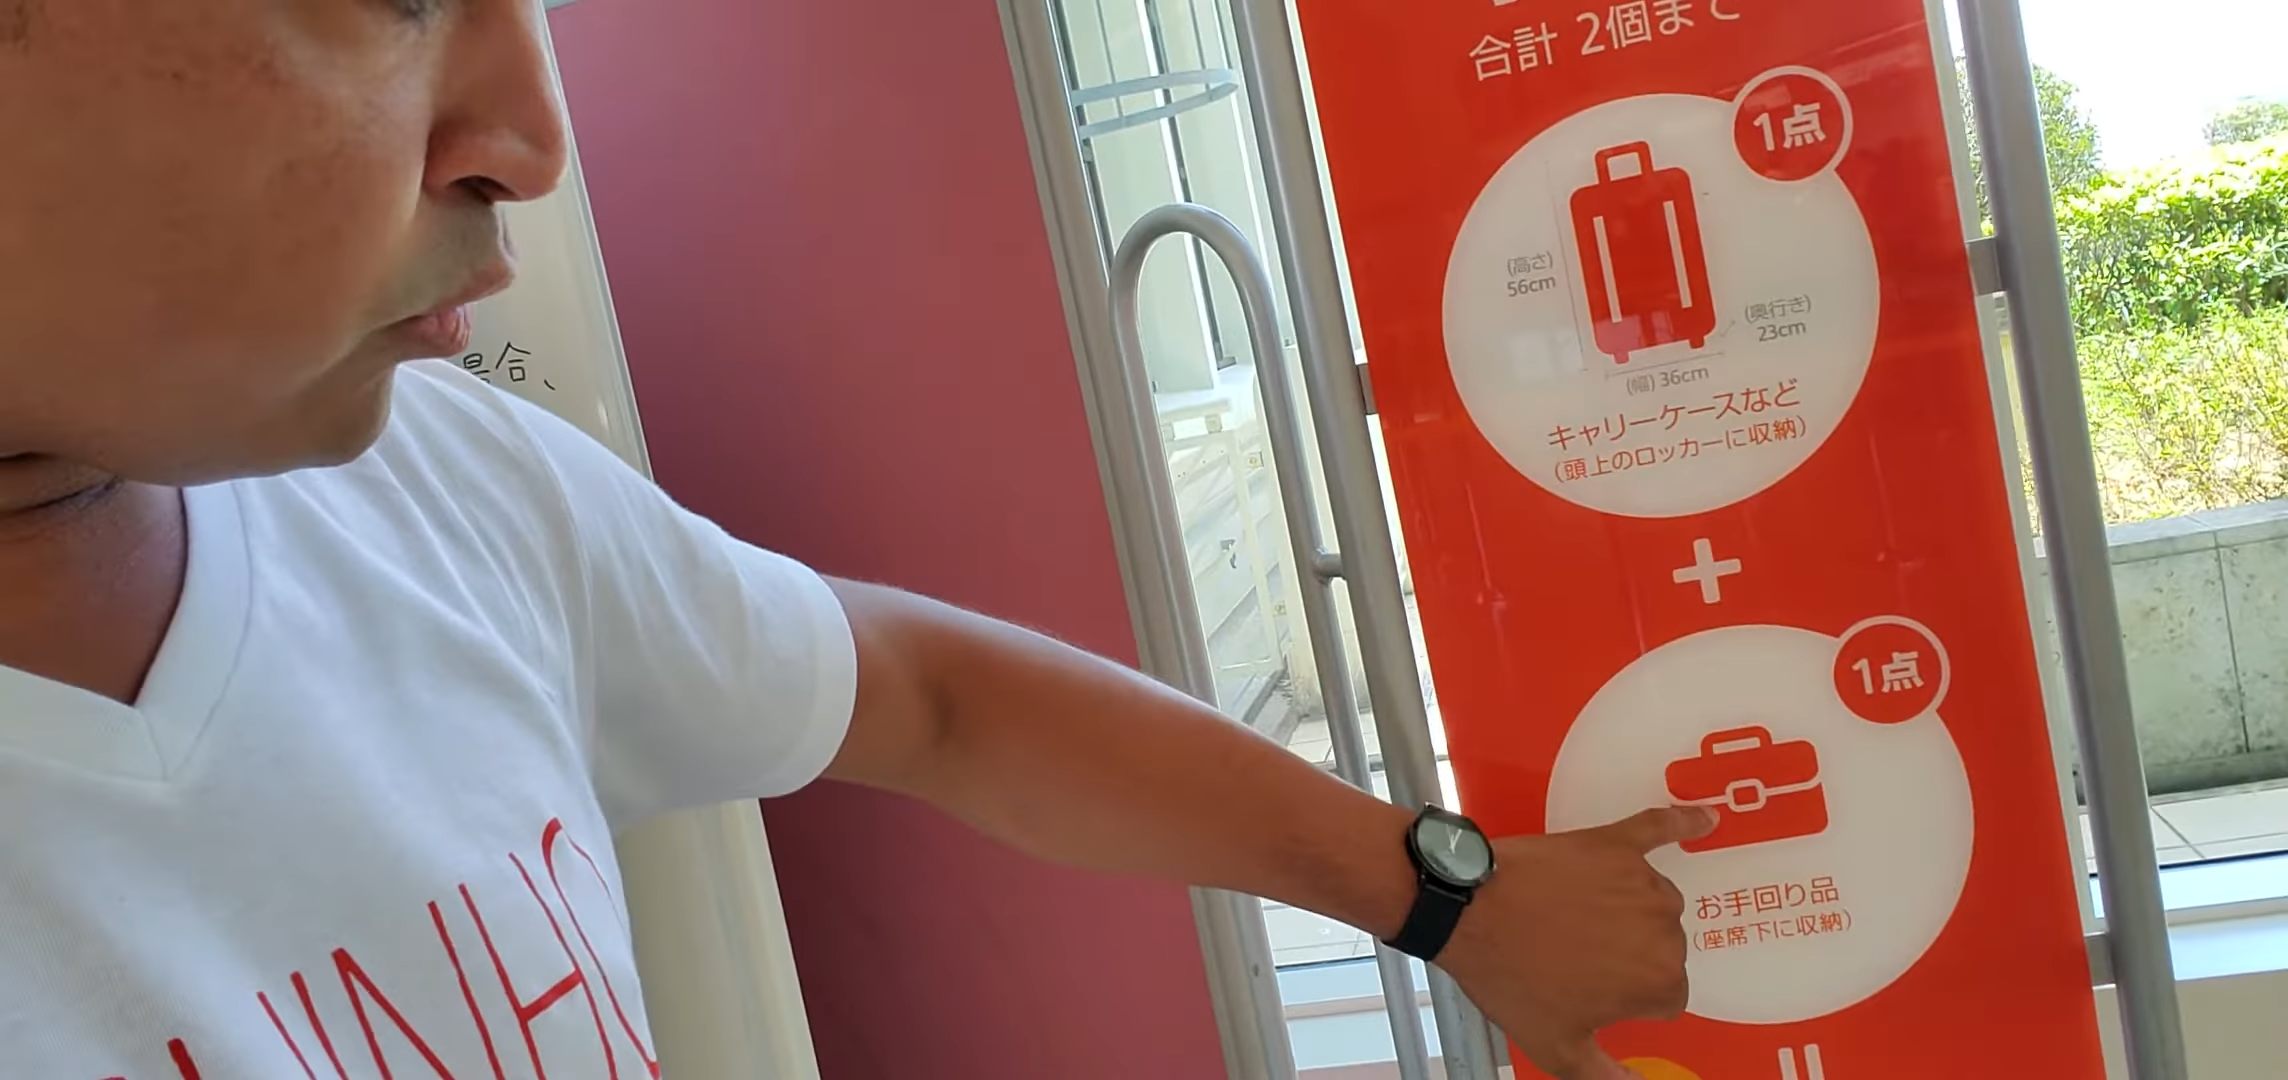 合計 2個まで
1点
(高さ)
56cm
(奥行き)
23cm
(幅) 36cm
キャリーケースなど
(頭上のロッカーに収納)
+
1点
お手回り品
(座席下に収納)
場合、